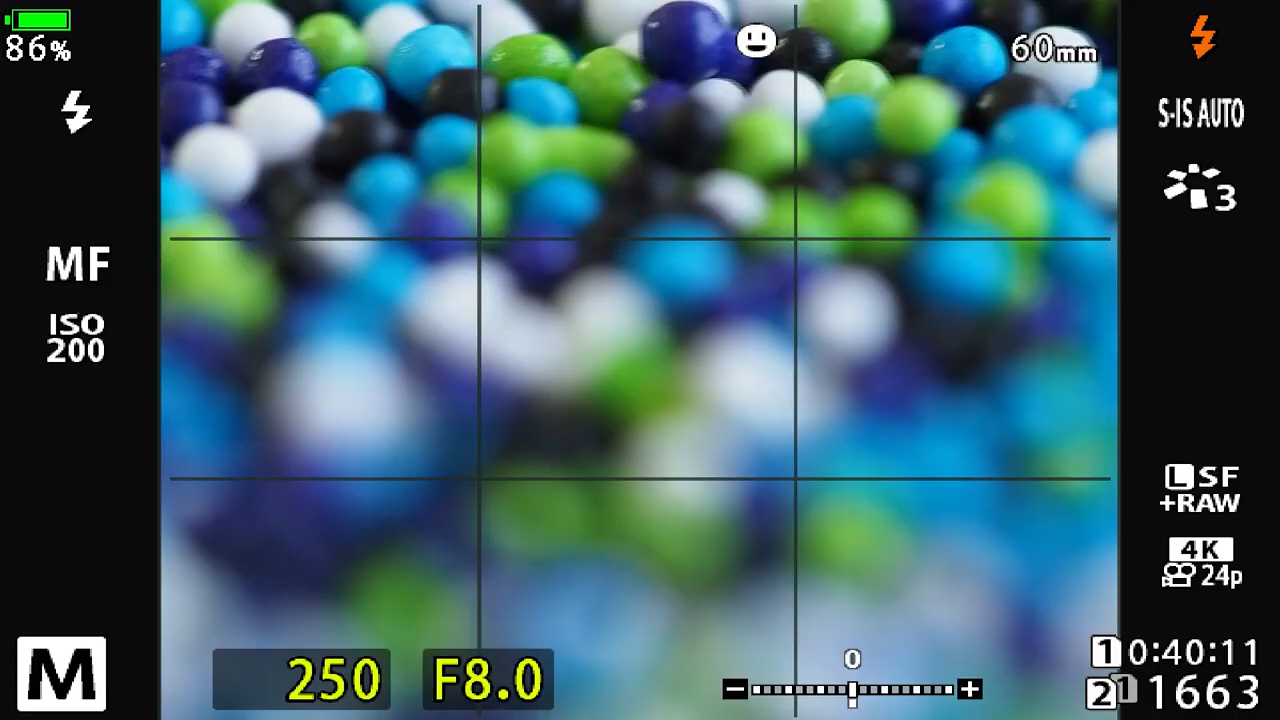 86%
60mm
S-IS AUTO
3
MF
ISO
200
L SF
+RAW
4K
24p
M
250
F8.0
0
− +
1 0:40:11
2 1 1663